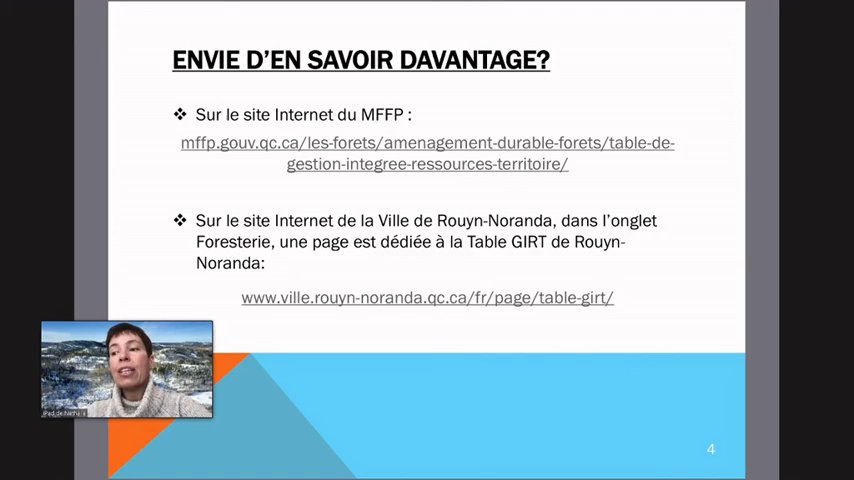 ENVIE D'EN SAVOIR DAVANTAGE?
❖ Sur le site Internet du MFFP :
mffp.gouv.qc.ca/les-forets/amenagement-durable-forets/table-de-
gestion-integree-ressources-territoire/
❖ Sur le site Internet de la Ville de Rouyn-Noranda, dans l'onglet
Foresterie, une page est dédiée à la Table GIRT de Rouyn-
Noranda:
www.ville.rouyn-noranda.qc.ca/fr/page/table-girt/
iPad de
4